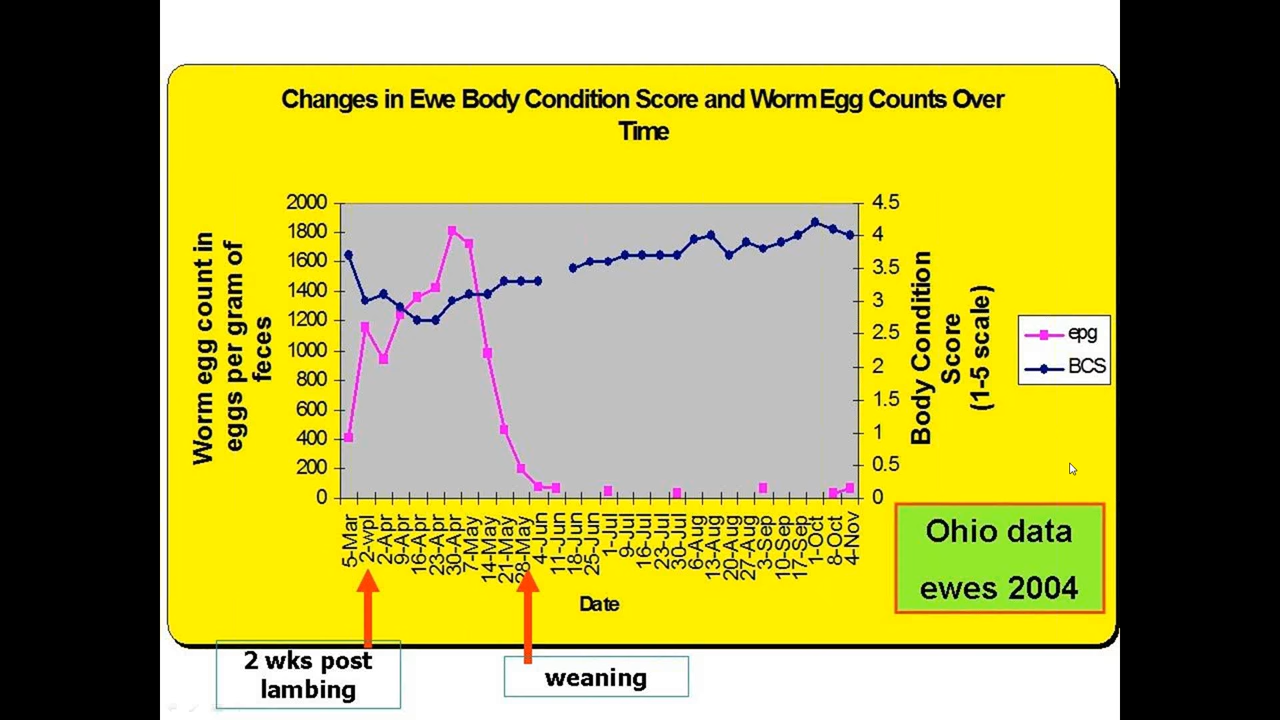 Changes in Ewe Body Condition Score and Worm Egg Counts Over
Time
Worm egg count in
eggs per gram of
feces
2000
1800
1600
1400
1200
1000
800
600
400
200
0
4.5
4
3.5
3
2.5
2
1.5
1
0.5
0
Body Condition
Score
(1-5 scale)
epg
BCS
5-Mar
2-wpl
2-Apr
9-Apr
16-Apr
23-Apr
30-Apr
7-May
14-May
21-May
28-May
4-Jun
11-Jun
18-Jun
25-Jun
1-Jul
9-Jul
16-Jul
23-Jul
30-Jul
6-Aug
13-Aug
20-Aug
27-Aug
3-Sep
10-Sep
17-Sep
1-Oct
8-Oct
4-Nov
Date
Ohio data
ewes 2004
2 wks post
lambing
weaning